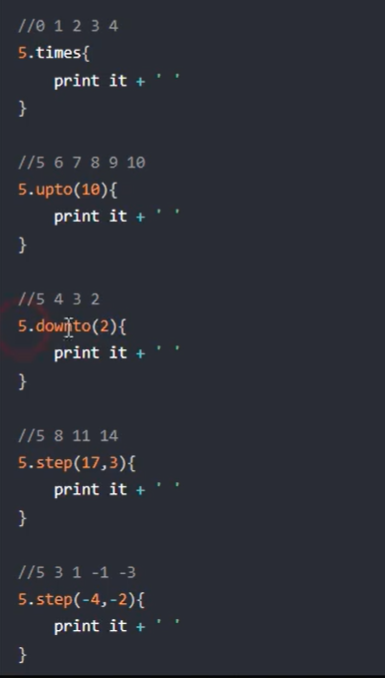 //0 1 2 3 4
5.times{
    print it + ' '
}

//5 6 7 8 9 10
5.upto(10){
    print it + ' '
}

//5 4 3 2
5.downto(2){
    print it + ' '
}

//5 8 11 14
5.step(17,3){
    print it + ' '
}

//5 3 1 -1 -3
5.step(-4,-2){
    print it + ' '
}